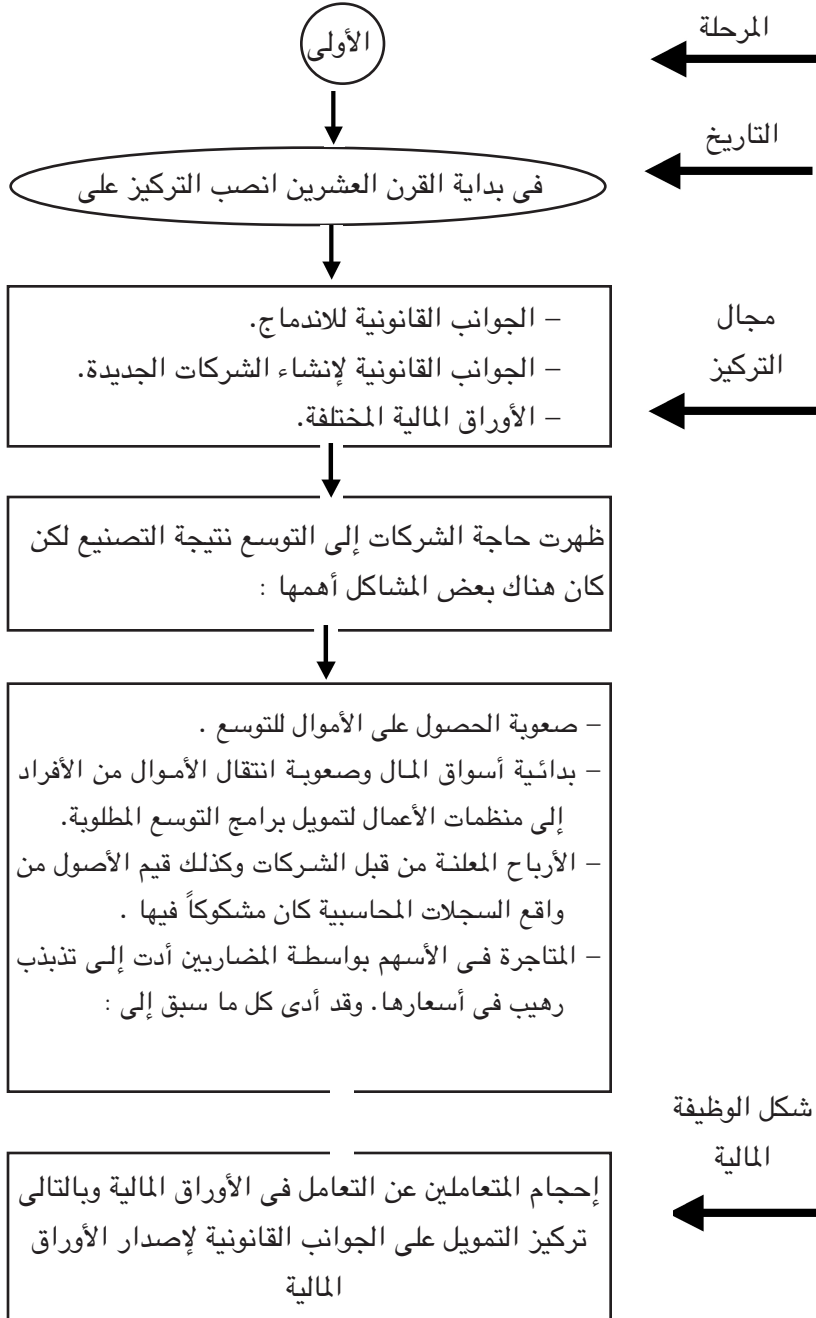 المرحلة
الأولى
التاريخ
فى بداية القرن العشرين انصب التركيز على
مجال
التركيز
– الجوانب القانونية للاندماج.
– الجوانب القانونية لإنشاء الشركات الجديدة.
– الأوراق المالية المختلفة.
ظهرت حاجة الشركات إلى التوسع نتيجة التصنيع لكن
كان هناك بعض المشاكل أهمها :
– صعوبة الحصول على الأموال للتوسع .
– بدائية أسواق المال وصعوبة انتقال الأموال من الأفراد
إلى منظمات الأعمال لتمويل برامج التوسع المطلوبة.
– الأرباح المعلنة من قبل الشركات وكذلك قيم الأصول من
واقع السجلات المحاسبية كان مشكوكاً فيها .
– المتاجرة فى الأسهم بواسطة المضاربين أدت إلى تذبذب
رهيب فى أسعارها. وقد أدى كل ما سبق إلى :
شكل الوظيفة
المالية
إحجام المتعاملين عن التعامل فى الأوراق المالية وبالتالى
تركيز التمويل على الجوانب القانونية لإصدار الأوراق
المالية